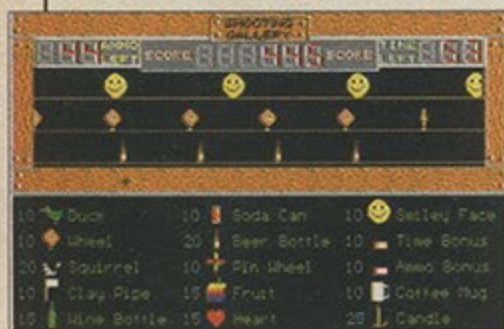 SHOOTING
GALLERY
AMMO LEFT SCORE SCORE TIME LEFT
10 Duck 10 Soda Can 10 Smiley Face
10 Wheel 20 Beer Bottle 10 Time Bonus
20 Squirrel 10 Pin Wheel 10 Ammo Bonus
10 Clay Pipe 15 Fruit 10 Coffee Mug
15 Wine Bottle 15 Heart 25 Candle